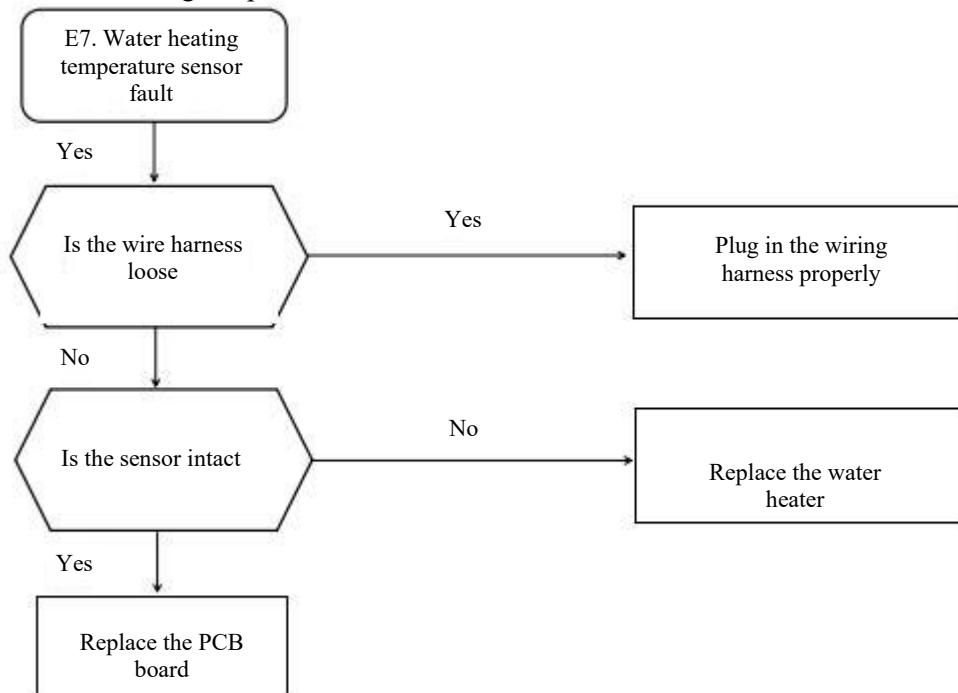 E7. Water heating
temperature sensor
fault
Yes
Is the wire harness
loose
Yes
Plug in the wiring
harness properly
No
Is the sensor intact
No
Replace the water
heater
Yes
Replace the PCB
board